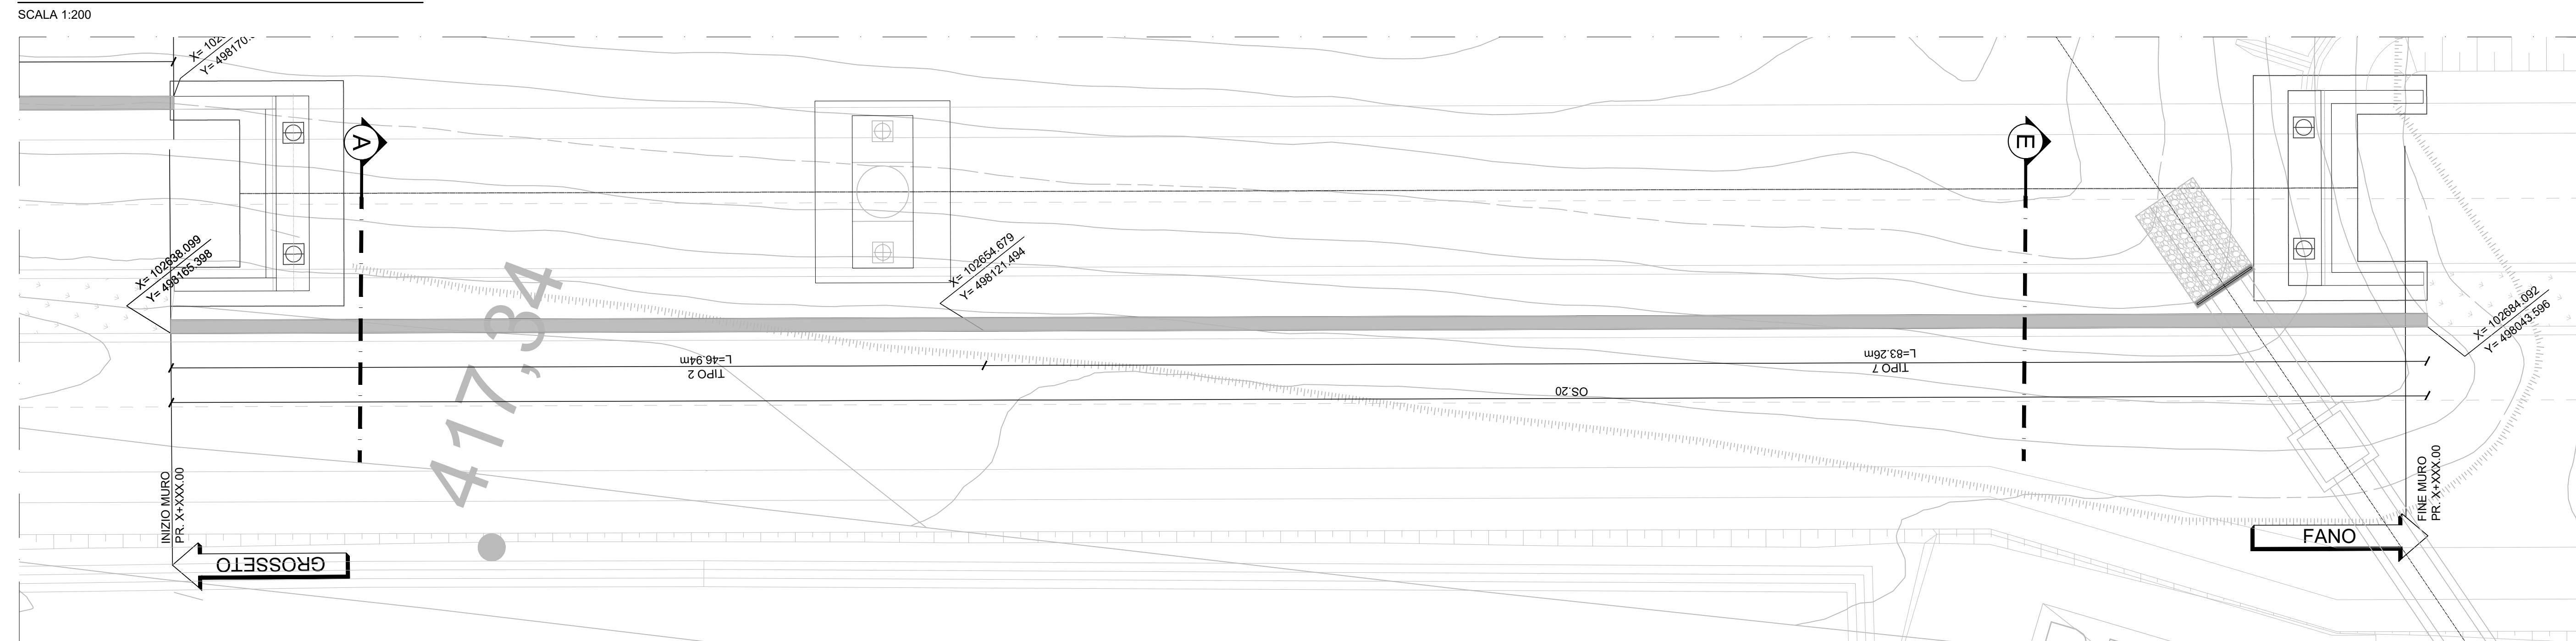 SCALA 1:200
Y= 498170.
A
E
X= 102638.099
Y= 498165.398
X= 102654.679
Y= 498121.494
X= 102684.092
Y= 498043.596
417,34
L=46.94m
TIPO 2
L=83.26m
TIPO 7
OS.20
INIZIO MURO
PR. X+XXX.00
FINE MURO
PR. X+XXX.00
GROSSETO
FANO